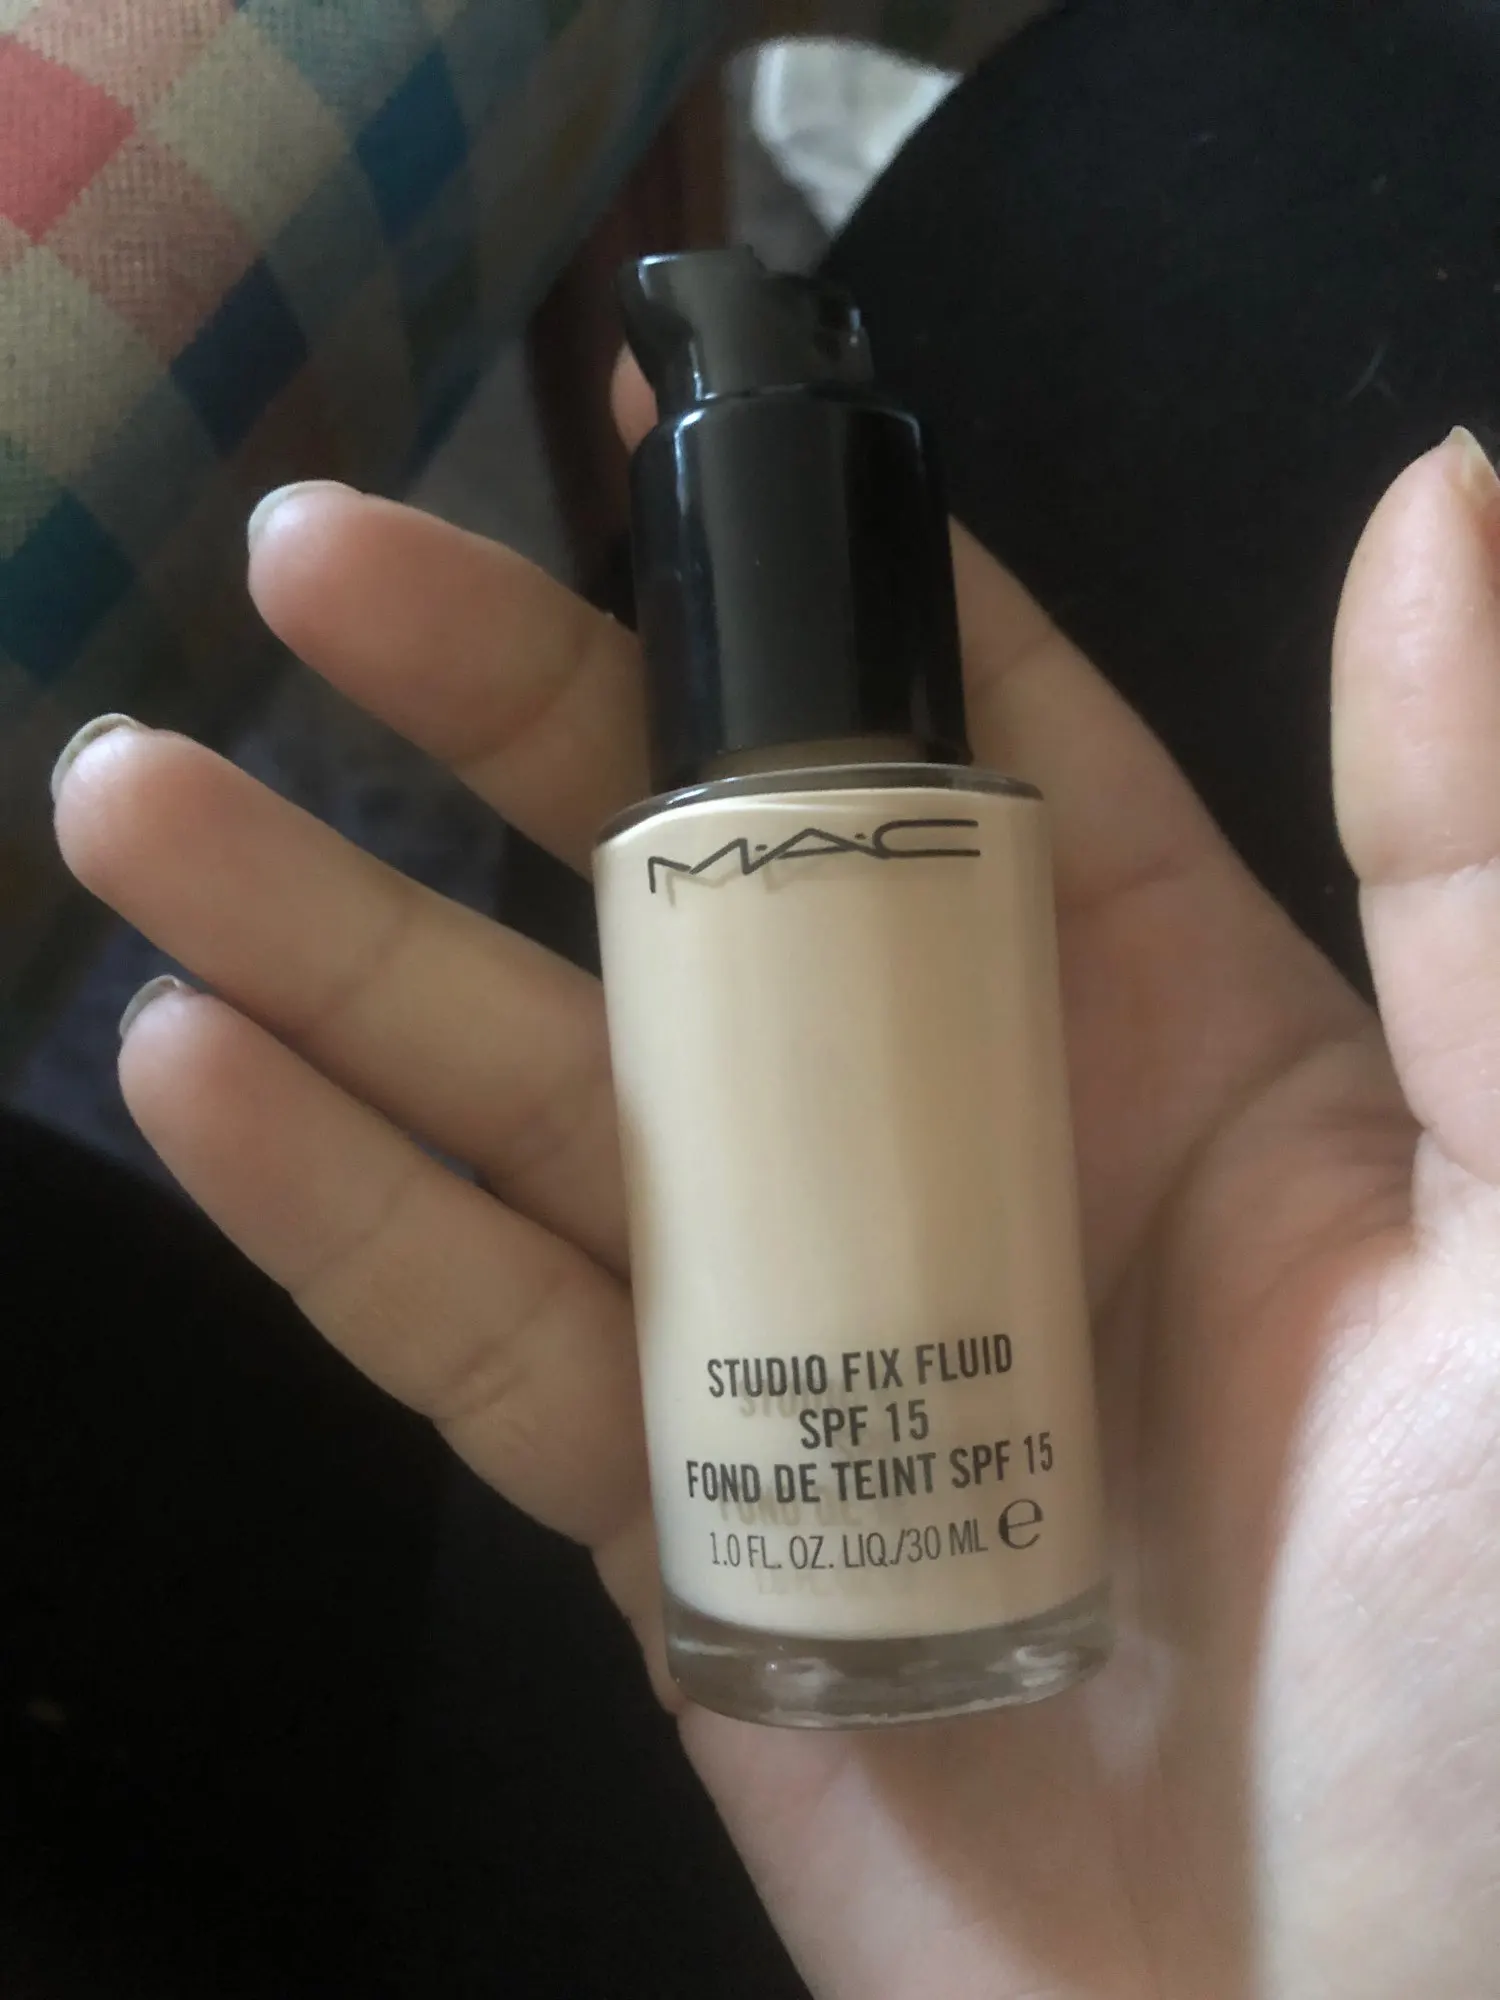 M·A·C
STUDIO FIX FLUID
SPF 15
FOND DE TEINT SPF 15
1.0 FL. OZ. LIQ./30 ML ℮